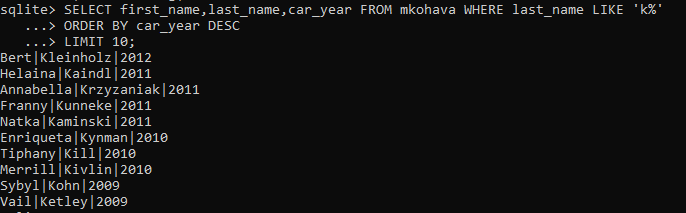 sqlite> SELECT first_name,last_name,car_year FROM mkohava WHERE last_name LIKE 'k%'
   ...> ORDER BY car_year DESC
   ...> LIMIT 10;
Bert|Kleinholz|2012
Helaina|Kaindl|2011
Annabella|Krzyzaniak|2011
Franny|Kunneke|2011
Natka|Kaminski|2011
Enriqueta|Kynman|2010
Tiphany|Kill|2010
Merrill|Kivlin|2010
Sybyl|Kohn|2009
Vail|Ketley|2009